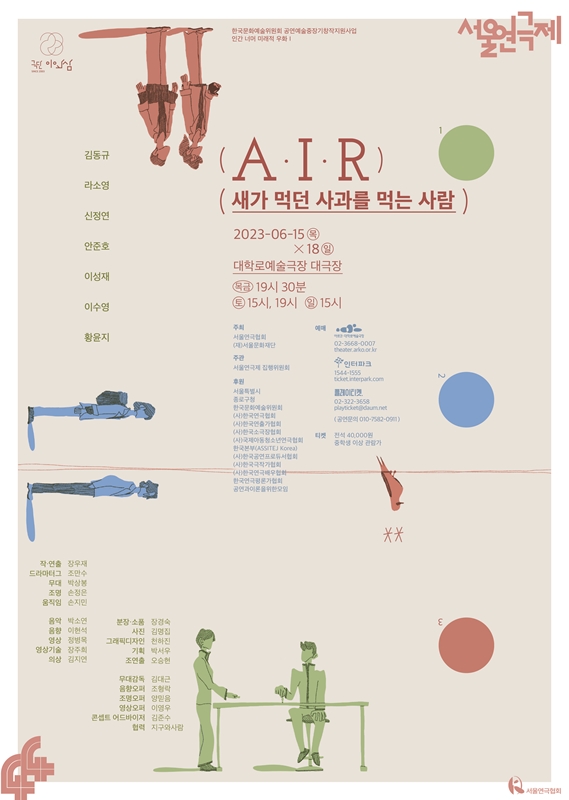 한국문화예술위원회 공연예술중장기창작지원사업
인간 너머 미래적 우화 I
서울연극제
극단 이와삼
(A·I·R)
(새가 먹던 사과를 먹는 사람)
2023-06-15 목
×18 일
대학로예술극장 대극장
목금 19시 30분
토 15시, 19시 일 15시
김동규
라소영
신정연
안준호
이성재
이수영
황윤지
1
2
3
주최
서울연극협회
(재)서울문화재단
주관
서울연극제 집행위원회
후원
서울특별시
종로구청
한국문화예술위원회
(사)한국연극협회
(사)한국연출가협회
(사)한국소극장협회
(사)국제아동청소년연극협회
한국본부(ASSITEJ Korea)
(사)한국공연프로듀서협회
(사)한국극작가협회
(사)한국연극배우협회
한국연극평론가협회
공연과이론을위한모임
예매
02-3668-0007
theater.arko.or.kr
인터파크
1544-1555
ticket.interpark.com
플레이티켓
02-322-3658
playticket@daum.net
(공연문의 010-7582-0911)
티켓
전석 40,000원
중학생 이상 관람가
작·연출 장우재
드라마터그 조만수
무대 박상봉
조명 손정은
움직임 손지민
음악 박소연
음향 이현석
영상 정병목
영상기술 장주희
의상 김지연
분장·소품 장경숙
사진 김명집
그래픽디자인 천하진
기획 박서우
조연출 오승현
무대감독 김대근
음향오퍼 조형락
조명오퍼 양믿음
영상오퍼 이영우
콘셉트 어드바이저 김준수
협력 지구와사람
44
서울연극협회